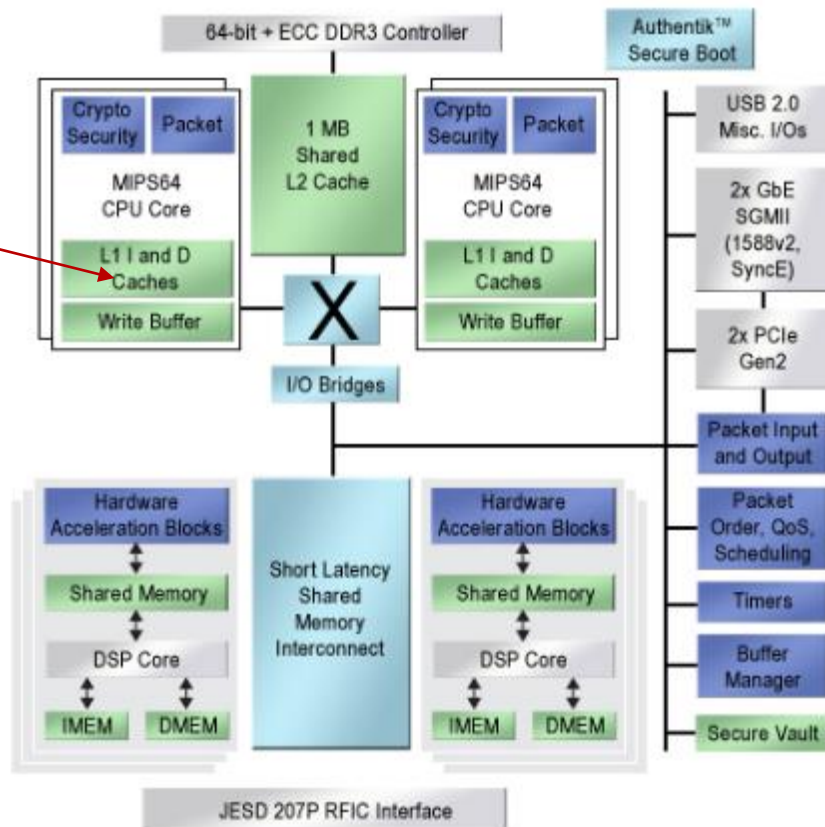 64-bit + ECC DDR3 Controller
Authentik™
Secure Boot
Crypto
Security
Packet
MIPS64
CPU Core
L1 I and D
Caches
Write Buffer
1 MB
Shared
L2 Cache
Crypto
Security
Packet
MIPS64
CPU Core
L1 I and D
Caches
Write Buffer
X
I/O Bridges
USB 2.0
Misc. I/Os
2x GbE
SGMII
(1588v2,
SyncE)
2x PCIe
Gen2
Packet Input
and Output
Packet
Order, QoS,
Scheduling
Timers
Buffer
Manager
Secure Vault
Hardware
Acceleration Blocks
Shared Memory
DSP Core
IMEM
DMEM
Short Latency
Shared
Memory
Interconnect
Hardware
Acceleration Blocks
Shared Memory
DSP Core
IMEM
DMEM
JESD 207P RFIC Interface